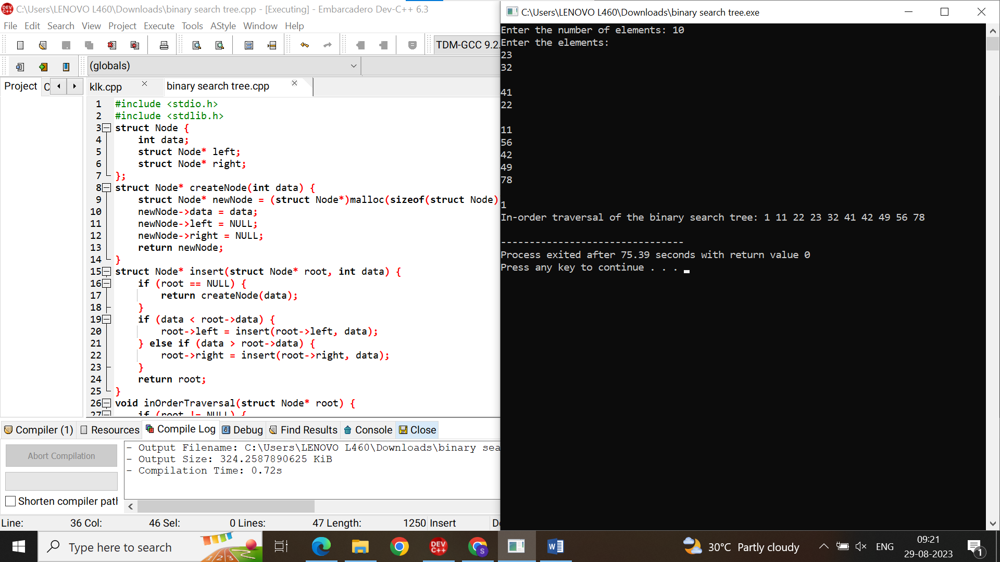 C:\Users\LENOVO L460\Downloads\binary search tree.cpp - [Executing] - Embarcadero Dev-C++ 6.3
File Edit Search View Project Execute Tools AStyle Window Help
TDM-GCC 9.2.
(globals)
Project C
klk.cpp binary search tree.cpp
1 #include <stdio.h>
2 #include <stdlib.h>
3 struct Node {
4 int data;
5 struct Node* left;
6 struct Node* right;
7 };
8 struct Node* createNode(int data) {
9 struct Node* newNode = (struct Node*)malloc(sizeof(struct Node)
10 newNode->data = data;
11 newNode->left = NULL;
12 newNode->right = NULL;
13 return newNode;
14 }
15 struct Node* insert(struct Node* root, int data) {
16 if (root == NULL) {
17 return createNode(data);
18 }
19 if (data < root->data) {
20 root->left = insert(root->left, data);
21 } else if (data > root->data) {
22 root->right = insert(root->right, data);
23 }
24 return root;
25 }
26 void inOrderTraversal(struct Node* root) {
27 if (root != NULL) {
Compiler (1) Resources Compile Log Debug Find Results Console Close
Abort Compilation
Shorten compiler path
- Output Filename: C:\Users\LENOVO L460\Downloads\binary sea
- Output Size: 324.2587890625 KiB
- Compilation Time: 0.72s
Line: 36 Col: 46 Sel: 0 Lines: 47 Length: 1250 Insert
C:\Users\LENOVO L460\Downloads\binary search tree.exe
Enter the number of elements: 10
Enter the elements:
23
32
41
22
11
56
42
49
78
1
In-order traversal of the binary search tree: 1 11 22 23 32 41 42 49 56 78
--------------------------------
Process exited after 75.39 seconds with return value 0
Press any key to continue . . .
Type here to search
30°C Partly cloudy
ENG
09:21
29-08-2023
1